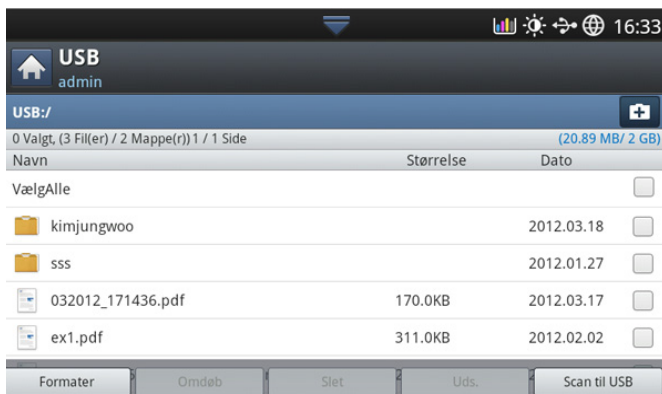 16:33
USB
admin
USB:/
0 Valgt, (3 Fil(er) / 2 Mappe(r))1 / 1 Side (20.89 MB/ 2 GB)
Navn Størrelse Dato
VælgAlle
kimjungwoo 2012.03.18
sss 2012.01.27
032012_171436.pdf 170.0KB 2012.03.17
ex1.pdf 311.0KB 2012.02.02
Formater Omdøb Slet Uds. Scan til USB